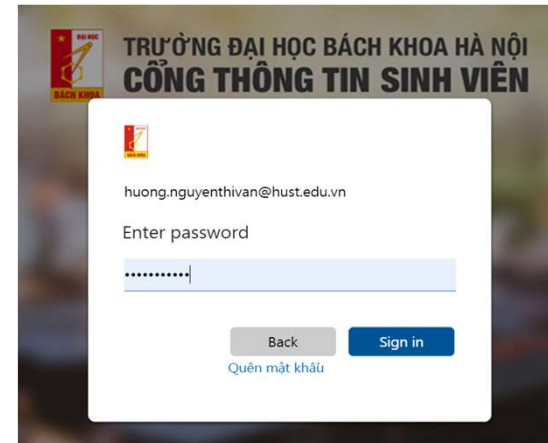 ĐẠI HỌC
BÁCH KHOA
TRƯỜNG ĐẠI HỌC BÁCH KHOA HÀ NỘI
CỔNG THÔNG TIN SINH VIÊN
huong.nguyenthivan@hust.edu.vn
Enter password
•••••••••••
Back
Sign in
Quên mật khẩu